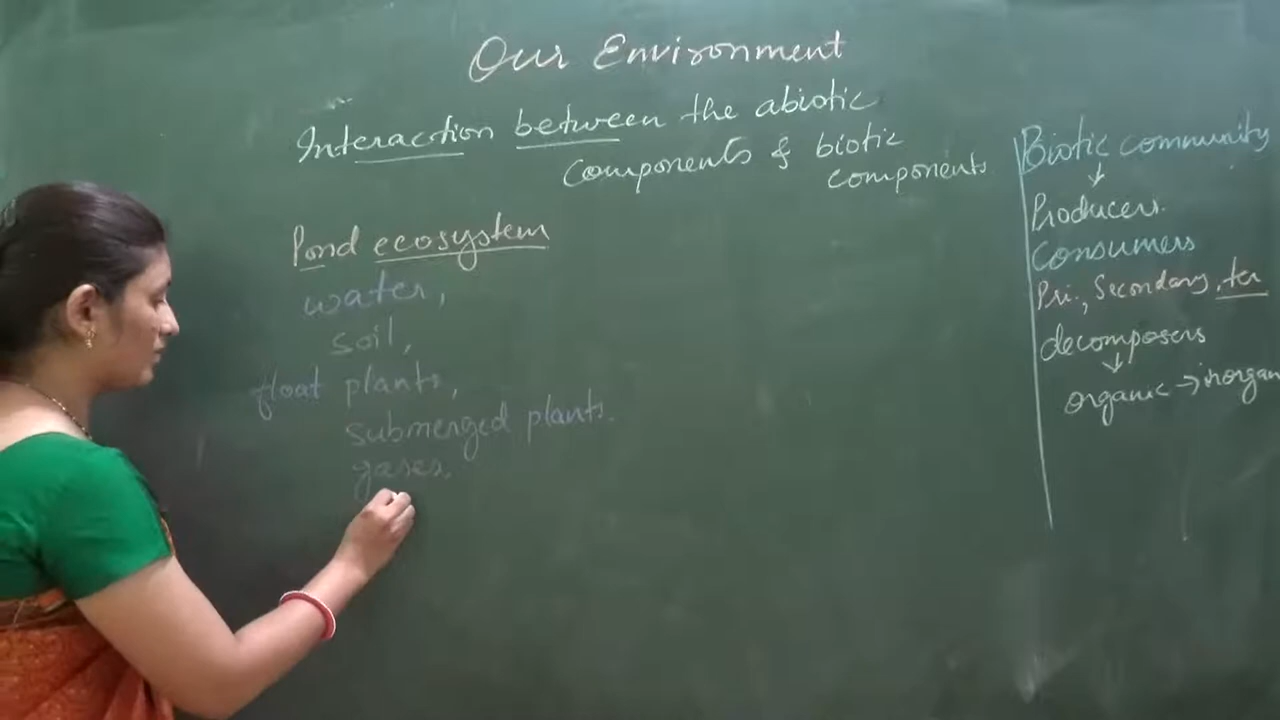 Our Environment
Interaction between the abiotic
components & biotic
components
Pond ecosystem
water,
soil,
float plants,
submerged plants.
gases,
Biotic community
↓
Producers.
Consumers
Pri., Secondary, ter
decomposers
↓
organic → inorgan